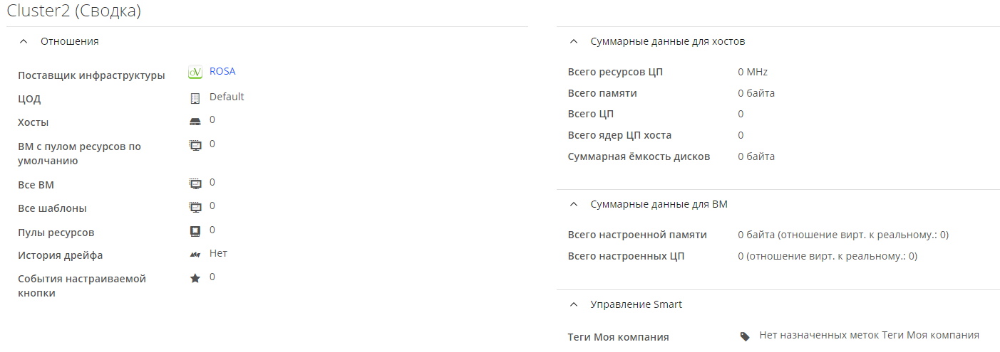 Cluster2 (Сводка)
Отношения
Поставщик инфраструктуры
oV ROSA
ЦОД
Default
Хосты
0
ВМ с пулом ресурсов по
умолчанию
0
Все ВМ
0
Все шаблоны
0
Пулы ресурсов
0
История дрейфа
Нет
События настраиваемой
кнопки
0
Суммарные данные для хостов
Всего ресурсов ЦП
0 MHz
Всего памяти
0 байта
Всего ЦП
0
Всего ядер ЦП хоста
0
Суммарная ёмкость дисков
0 байта
Суммарные данные для ВМ
Всего настроенной памяти
0 байта (отношение вирт. к реальному.: 0)
Всего настроенных ЦП
0 (отношение вирт. к реальному.: 0)
Управление Smart
Теги Моя компания
Нет назначенных меток Теги Моя компания